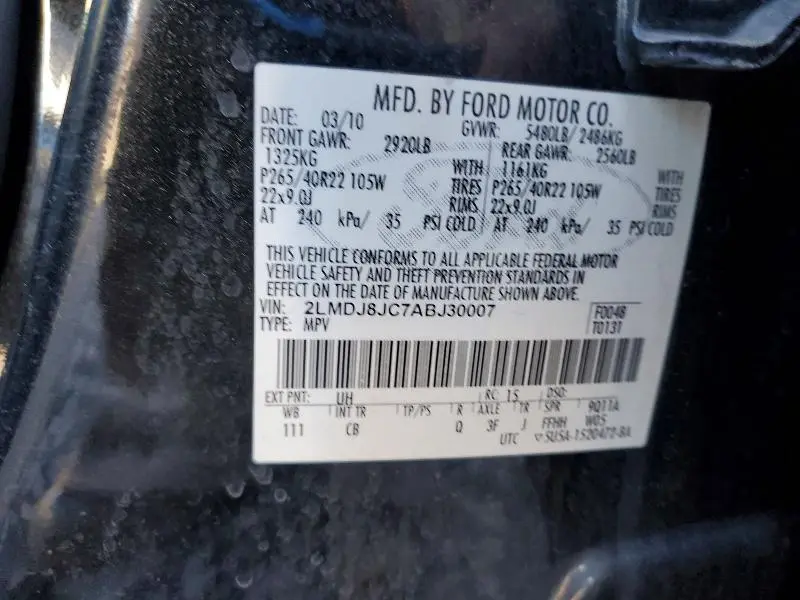 MFD. BY FORD MOTOR CO.
DATE: 03/10 GVWR: 5480LB/ 2486KG
FRONT GAWR: 2920LB REAR GAWR: 2560LB
1325KG WITH 1161KG WITH
P265/40R22 105W TIRES P265/40R22 105W TIRES
22x9.0J RIMS 22x9.0J RIMS
AT 240 kPa/ 35 PSI COLD AT 240 kPa/ 35 PSI COLD
THIS VEHICLE CONFORMS TO ALL APPLICABLE FEDERAL MOTOR
VEHICLE SAFETY AND THEFT PREVENTION STANDARDS IN
EFFECT ON THE DATE OF MANUFACTURE SHOWN ABOVE.
VIN: 2LMDJ8JC7ABJ30007 F0048
TYPE: MPV T0131
EXT PNT: UH RC: 15 DSO:
WB INT TR TP/PS R AXLE TR SPR 9Q11A
111 CB Q 3F J FFHH W05
UTC